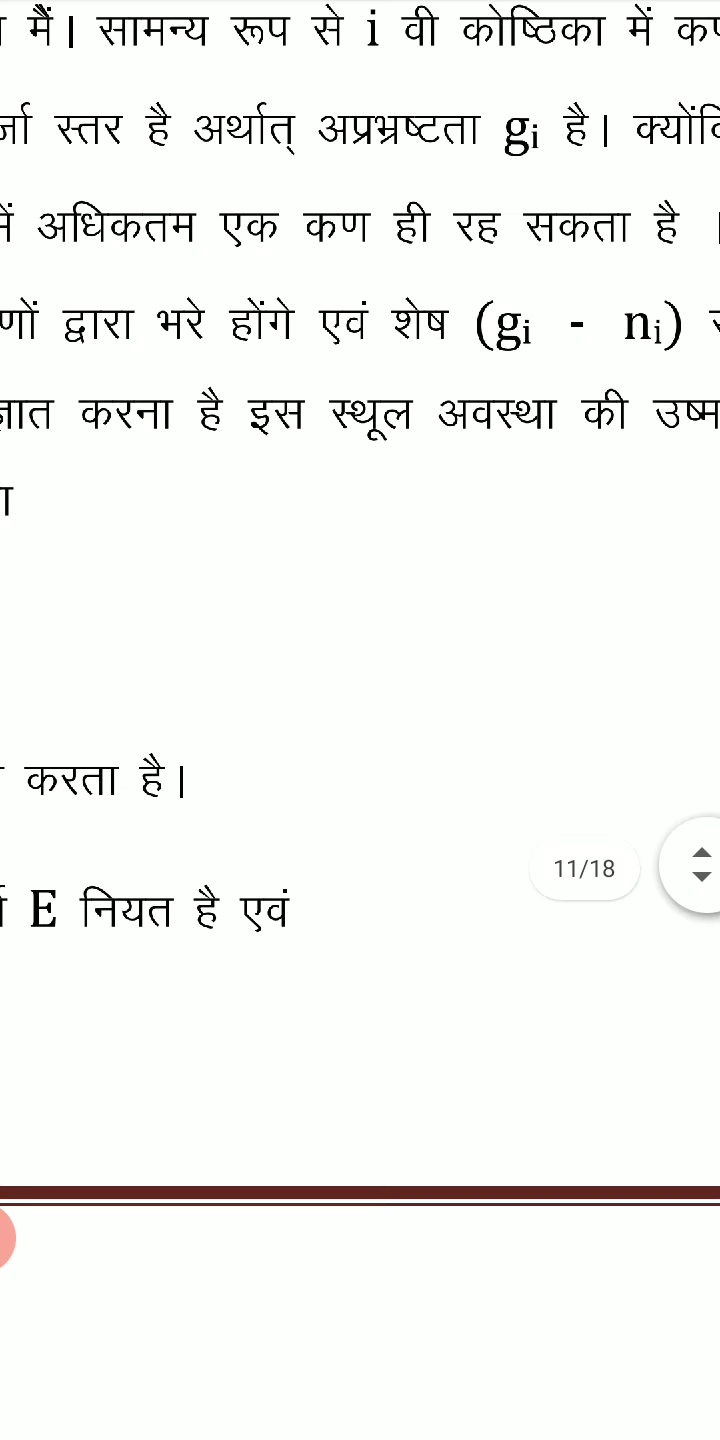 मैं। सामन्य रूप से i वी कोष्ठिका में
स्तर है अर्थात् अप्रभ्रष्टता gᵢ है।
में अधिकतम एक कण ही रह सकता है ।
द्वारा भरे होंगे एवं शेष (gᵢ - nᵢ)
करना है इस स्थूल अवस्था की
करता है।
11/18
E नियत है एवं